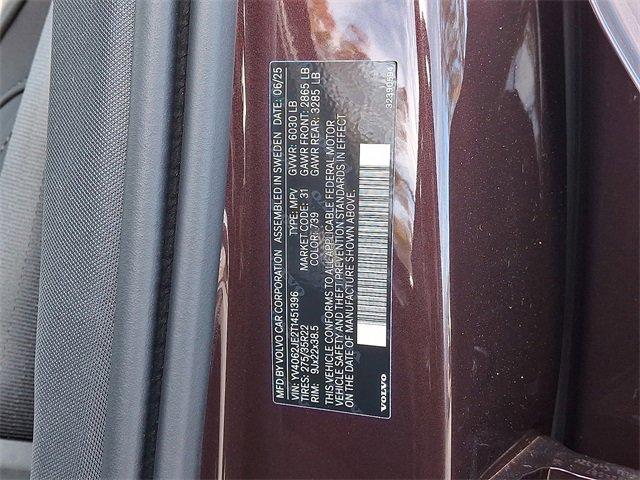 MFD BY VOLVO CAR CORPORATION ASSEMBLED IN SWEDEN DATE: 06/25
VIN: YV4062JE2T1451396 TYPE: MPV GVWR: 6030 LB
TIRES: 275/35R22 MARKET CODE: 31 GAWR FRONT: 2865 LB
RIM: 9Jx22x38.5 COLOR: 739 GAWR REAR: 3285 LB
THIS VEHICLE CONFORMS TO ALL APPLICABLE FEDERAL MOTOR
VEHICLE SAFETY AND THEFT PREVENTION STANDARDS IN EFFECT
ON THE DATE OF MANUFACTURE SHOWN ABOVE.
VOLVO